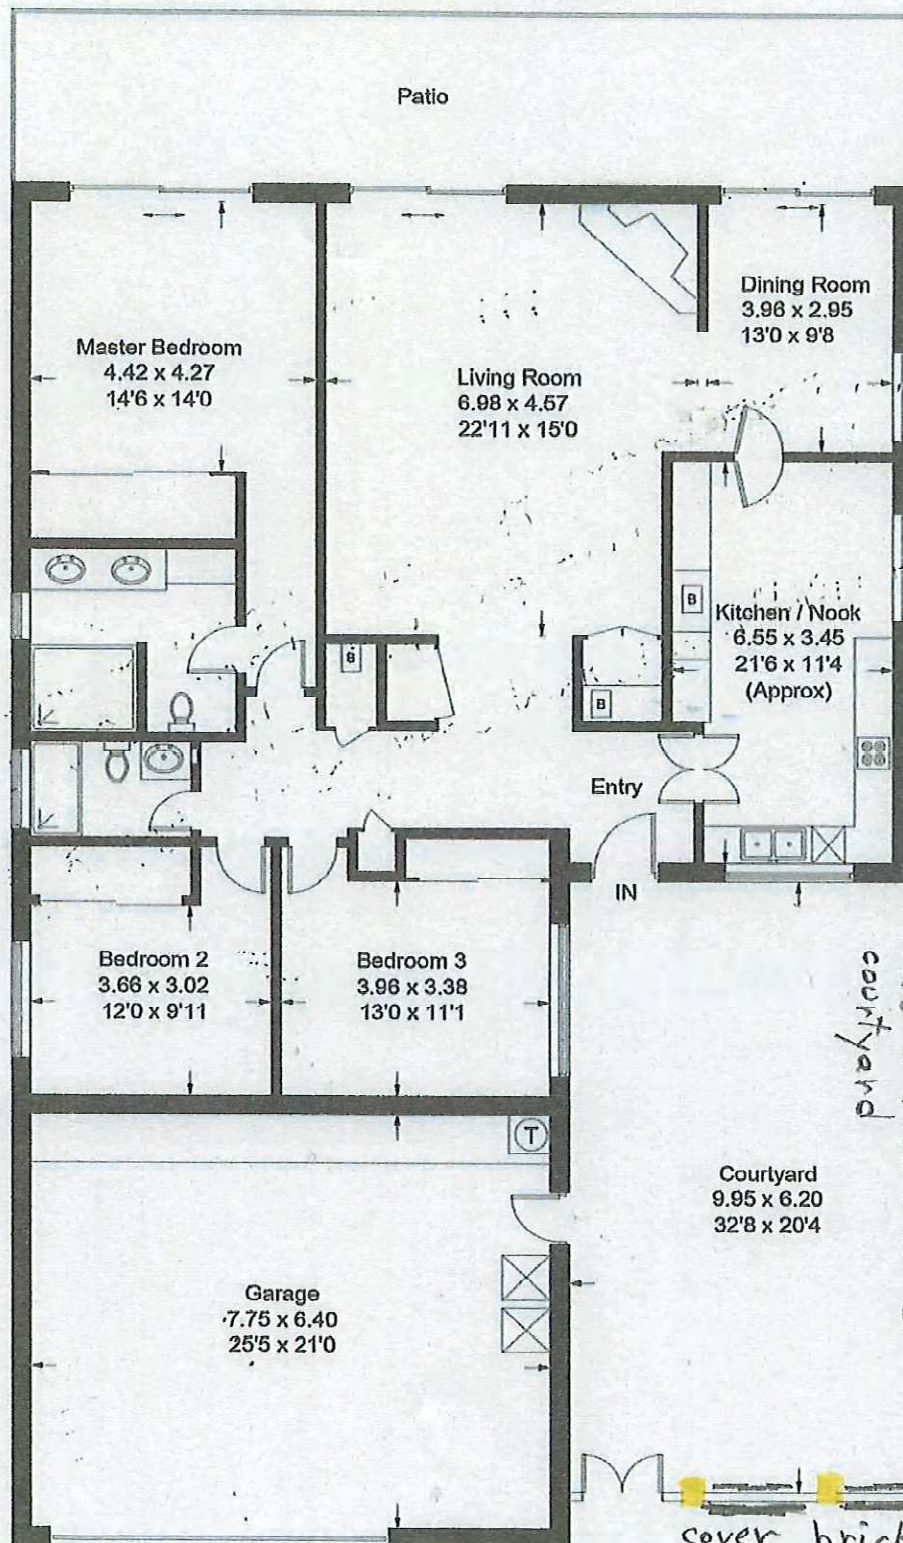 Patio
Dining Room
3.96 x 2.95
13'0 x 9'8
Master Bedroom
4.42 x 4.27
14'6 x 14'0
Living Room
6.98 x 4.57
22'11 x 15'0
B
Kitchen / Nook
6.55 x 3.45
21'6 x 11'4
(Approx)
B
B
Entry
IN
Bedroom 2
3.66 x 3.02
12'0 x 9'11
Bedroom 3
3.96 x 3.38
13'0 x 11'1
courtyard
T
Courtyard
9.95 x 6.20
32'8 x 20'4
Garage
7.75 x 6.40
25'5 x 21'0
cover brick